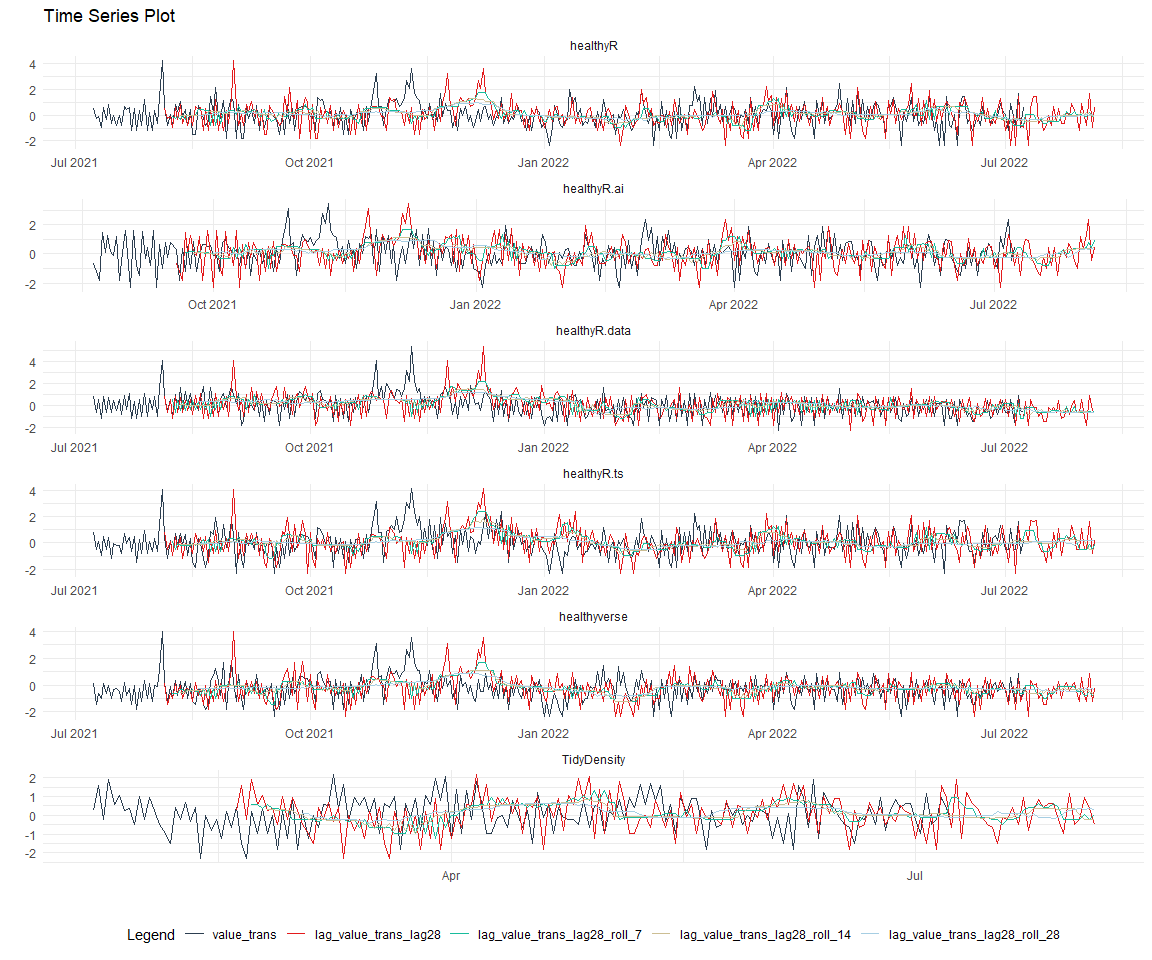 Time Series Plot
healthyR
4
2
0
-2
Jul 2021 Oct 2021 Jan 2022 Apr 2022 Jul 2022
healthyR.ai
2
0
-2
Oct 2021 Jan 2022 Apr 2022 Jul 2022
healthyR.data
4
2
0
-2
Jul 2021 Oct 2021 Jan 2022 Apr 2022 Jul 2022
healthyR.ts
4
2
0
-2
Jul 2021 Oct 2021 Jan 2022 Apr 2022 Jul 2022
healthyverse
4
2
0
-2
Jul 2021 Oct 2021 Jan 2022 Apr 2022 Jul 2022
TidyDensity
2
1
0
-1
-2
Apr Jul
Legend value_trans lag_value_trans_lag28 lag_value_trans_lag28_roll_7 lag_value_trans_lag28_roll_14 lag_value_trans_lag28_roll_28